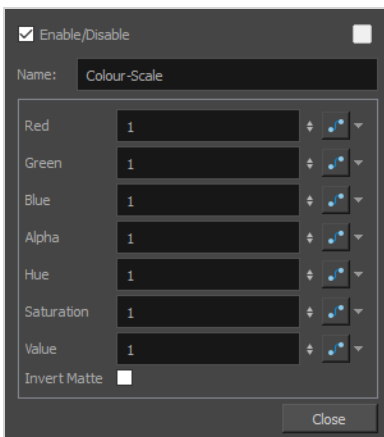 Enable/Disable
Name: Colour-Scale
Red 1
Green 1
Blue 1
Alpha 1
Hue 1
Saturation 1
Value 1
Invert Matte
Close